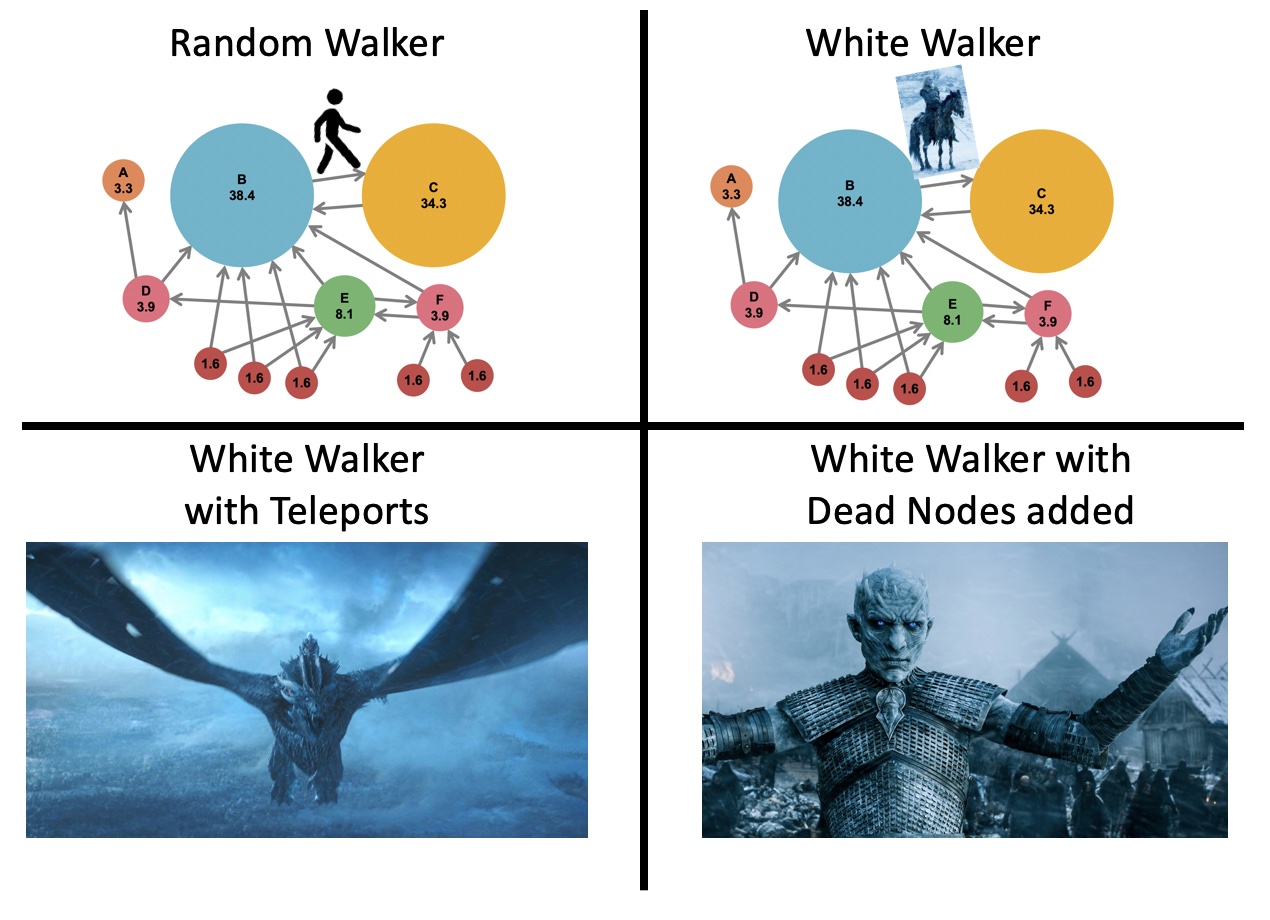 Random Walker
A
3.3
B
38.4
C
34.3
D
3.9
E
8.1
F
3.9
1.6
1.6
1.6
1.6
1.6
White Walker
A
3.3
B
38.4
C
34.3
D
3.9
E
8.1
F
3.9
1.6
1.6
1.6
1.6
1.6
White Walker
with Teleports
White Walker with
Dead Nodes added